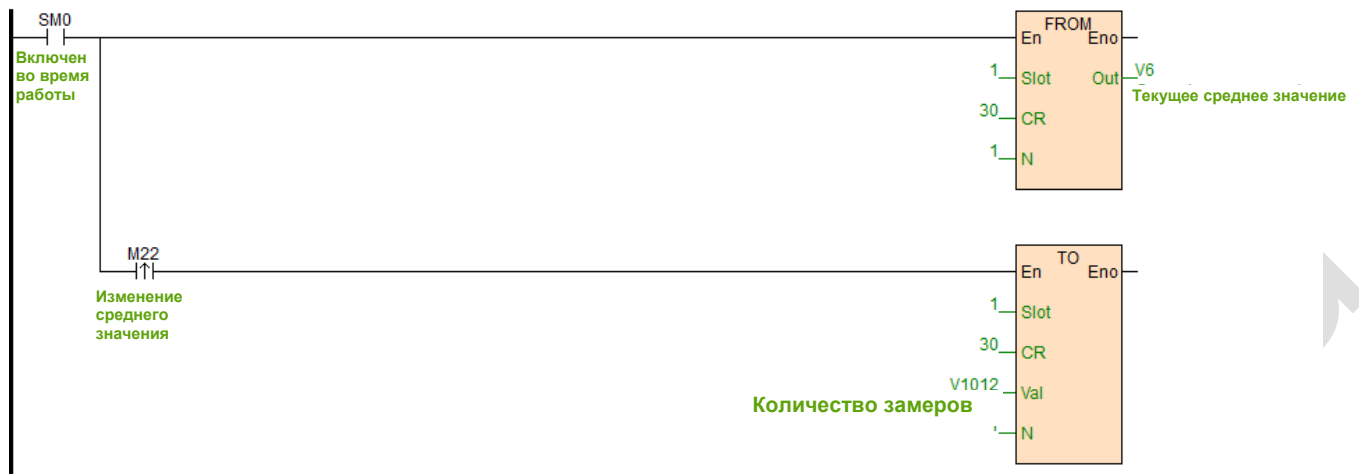 SM0
Включен
во время
работы
FROM
En Eno
1 Slot Out V6
Текущее среднее значение
30 CR
1 N
M22
Изменение
среднего
значения
TO
En Eno
1 Slot
30 CR
V1012 Val
Количество замеров
N